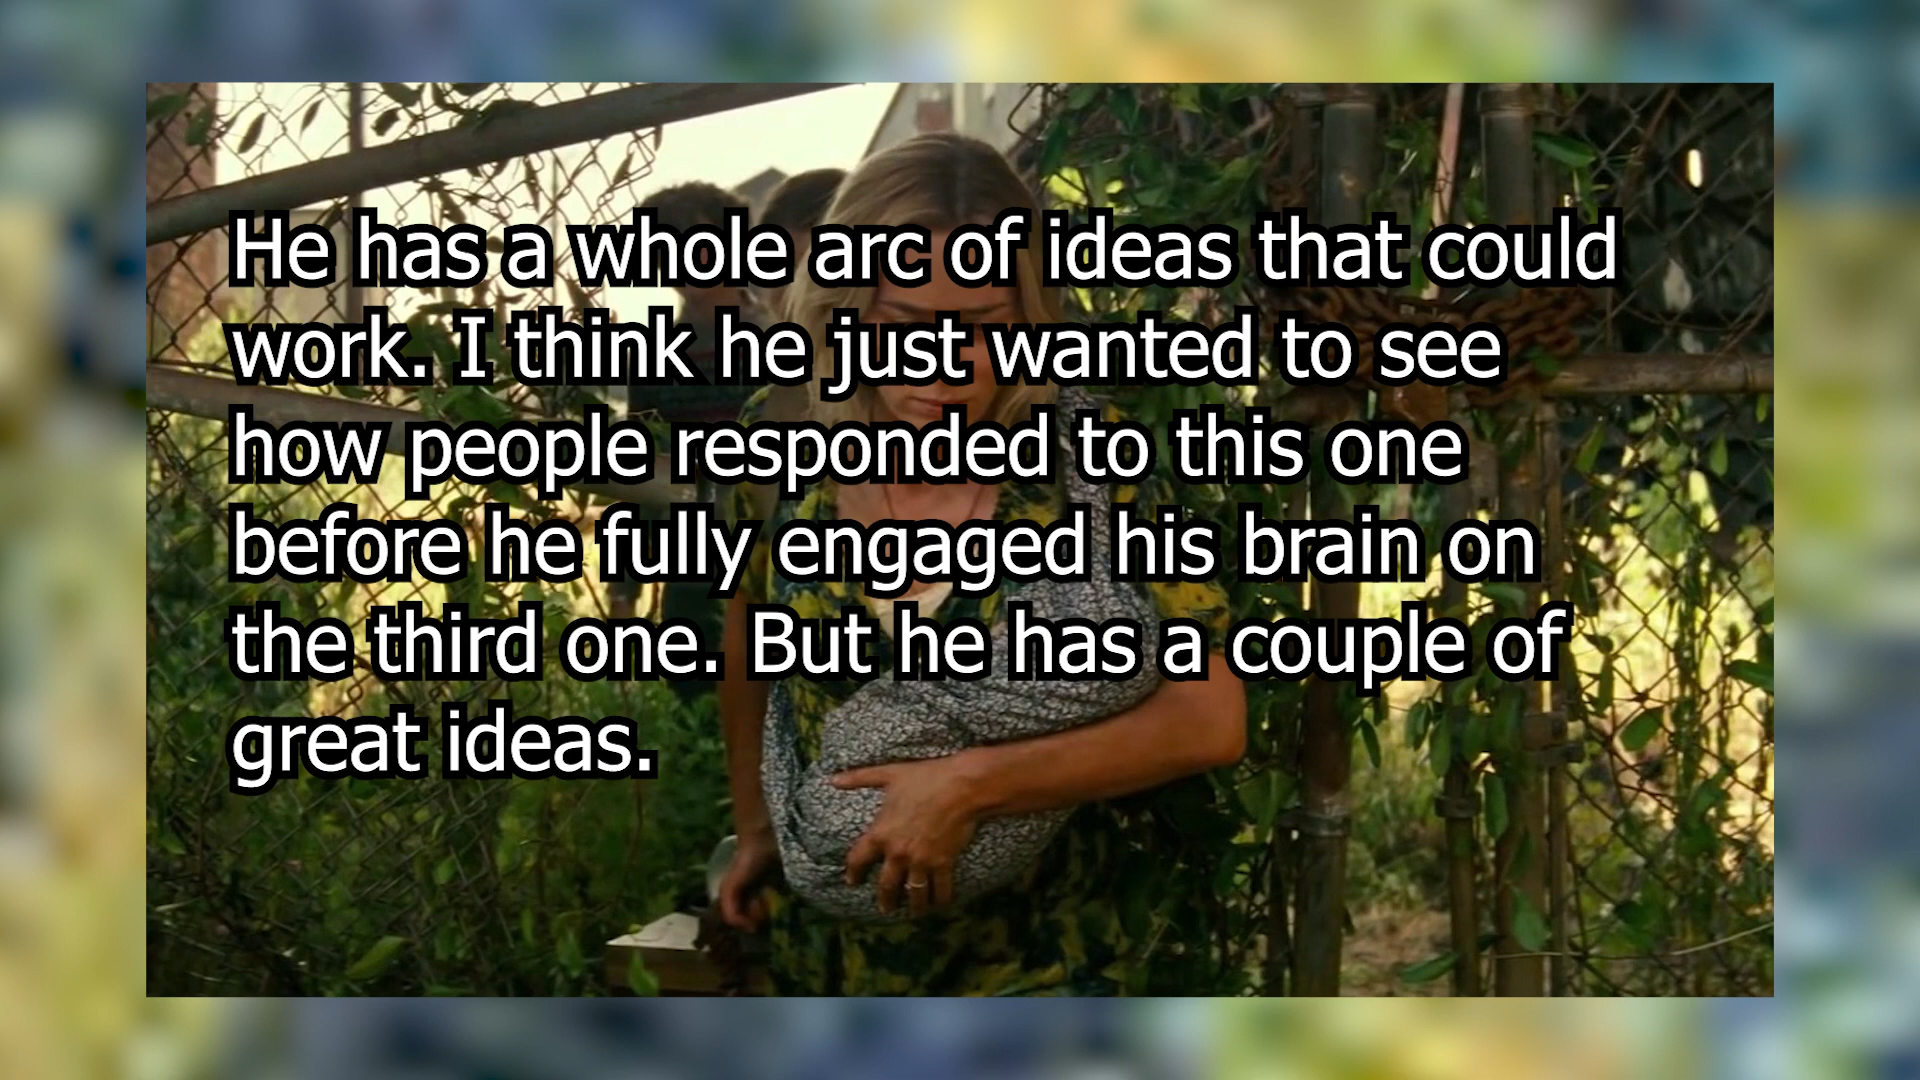 He has a whole arc of ideas that could
work. I think he just wanted to see
how people responded to this one
before he fully engaged his brain on
the third one. But he has a couple of
great ideas.